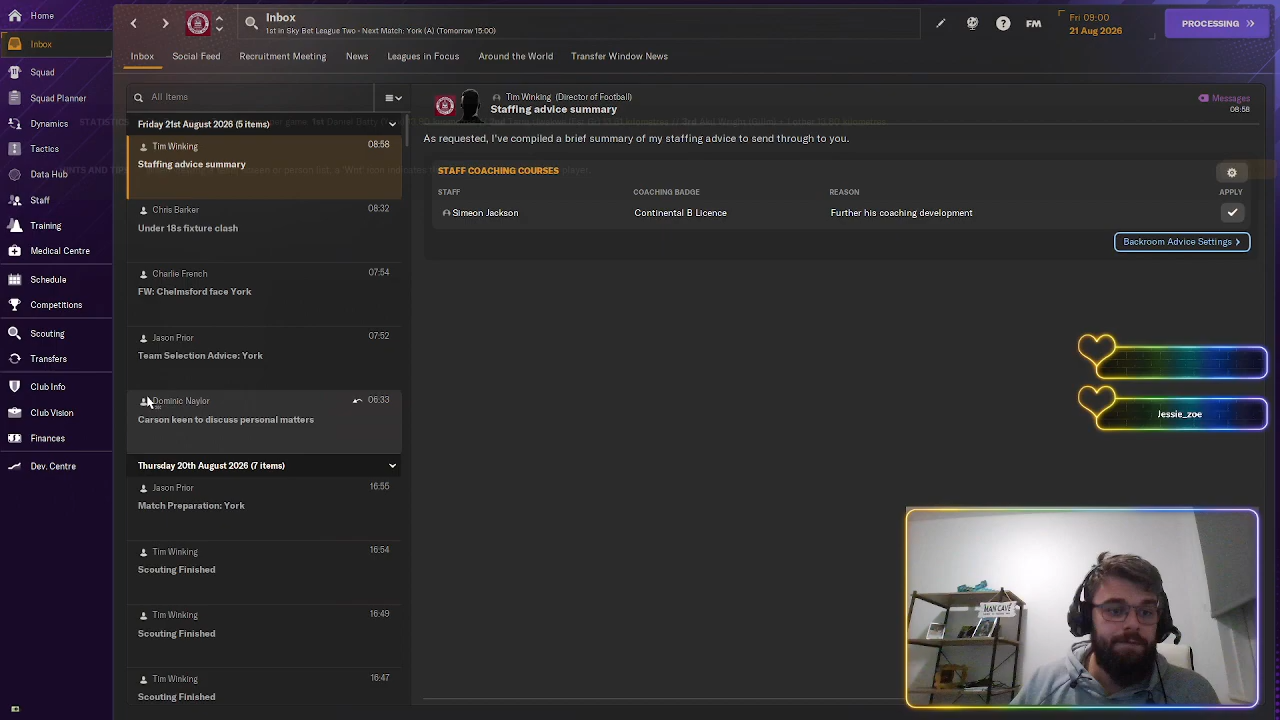 Home
Inbox
Squad
Squad Planner
Dynamics
Tactics
Data Hub
Staff
Training
Medical Centre
Schedule
Competitions
Scouting
Transfers
Club Info
Club Vision
Finances
Dev. Centre
Inbox
1st in Sky Bet League Two - Next Match: York (A) (Tomorrow 15:00)
FM
Fri 09:00
21 Aug 2026
PROCESSING
Inbox
Social Feed
Recruitment Meeting
News
Leagues in Focus
Around the World
Transfer Window News
All Items
Friday 21st August 2026 (5 items)
Tim Winking 08:58
Staffing advice summary
Chris Barker 08:32
Under 18s fixture clash
Charlie French 07:54
FW: Chelmsford face York
Jason Prior 07:52
Team Selection Advice: York
Dominic Naylor 06:33
Carson keen to discuss personal matters
Thursday 20th August 2026 (7 items)
Jason Prior 16:55
Match Preparation: York
Tim Winking 16:54
Scouting Finished
Tim Winking 16:49
Scouting Finished
Tim Winking 16:47
Scouting Finished
Tim Winking (Director of Football)
Staffing advice summary
Messages
08:58
As requested, I've compiled a brief summary of my staffing advice to send through to you.
STAFF COACHING COURSES
STAFF COACHING BADGE REASON APPLY
Simeon Jackson Continental B Licence Further his coaching development
Backroom Advice Settings
Jessie_zoe
MAN CAVE